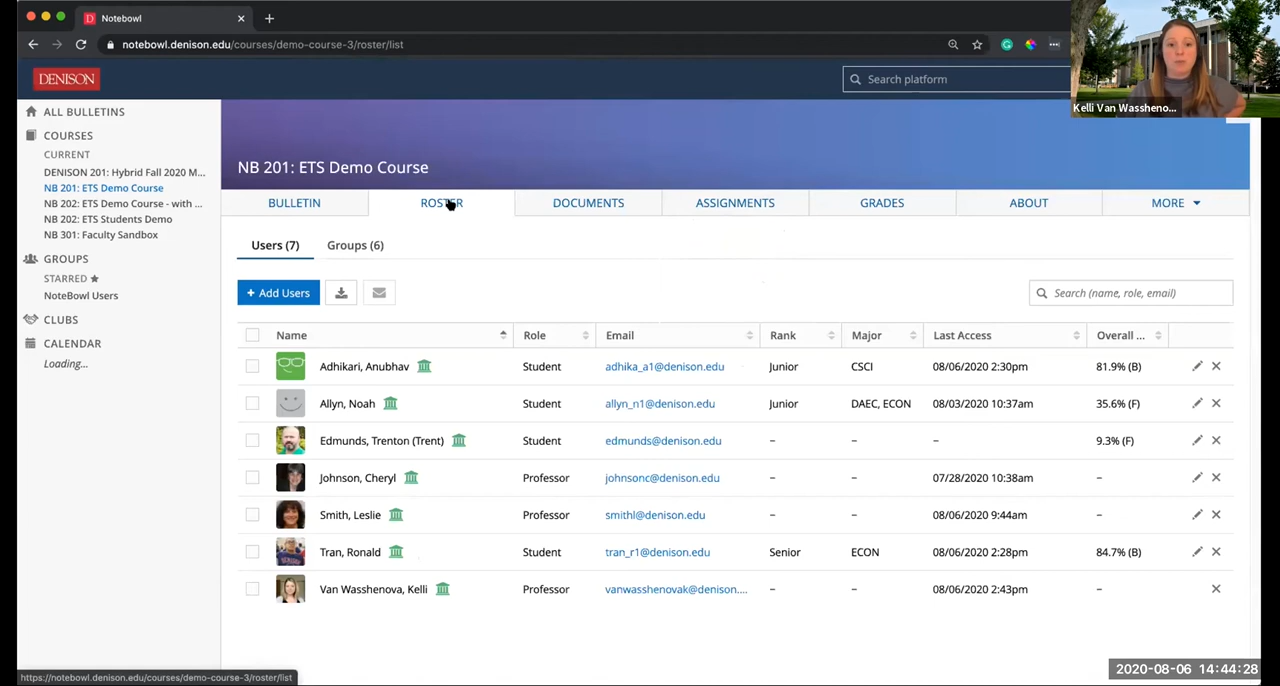 Notebowl
notebowl.denison.edu/courses/demo-course-3/roster/list
DENISON
Search platform
Kelli Van Wassheno...
ALL BULLETINS
COURSES
CURRENT
DENISON 201: Hybrid Fall 2020 M...
NB 201: ETS Demo Course
NB 202: ETS Demo Course - with ...
NB 202: ETS Students Demo
NB 301: Faculty Sandbox
GROUPS
STARRED
NoteBowl Users
CLUBS
CALENDAR
Loading...
NB 201: ETS Demo Course
BULLETIN ROSTER DOCUMENTS ASSIGNMENTS GRADES ABOUT MORE
Users (7) Groups (6)
+ Add Users Search (name, role, email)
Name Role Email Rank Major Last Access Overall ...
Adhikari, Anubhav Student adhika_a1@denison.edu Junior CSCI 08/06/2020 2:30pm 81.9% (B)
Allyn, Noah Student allyn_n1@denison.edu Junior DAEC, ECON 08/03/2020 10:37am 35.6% (F)
Edmunds, Trenton (Trent) Student edmunds@denison.edu – – – 9.3% (F)
Johnson, Cheryl Professor johnsonc@denison.edu – – 07/28/2020 10:38am –
Smith, Leslie Professor smithl@denison.edu – – 08/06/2020 9:44am –
Tran, Ronald Student tran_r1@denison.edu Senior ECON 08/06/2020 2:28pm 84.7% (B)
Van Wasshenova, Kelli Professor vanwasshenovak@denison.... – – 08/06/2020 2:43pm –
https://notebowl.denison.edu/courses/demo-course-3/roster/list
2020-08-06 14:44:28